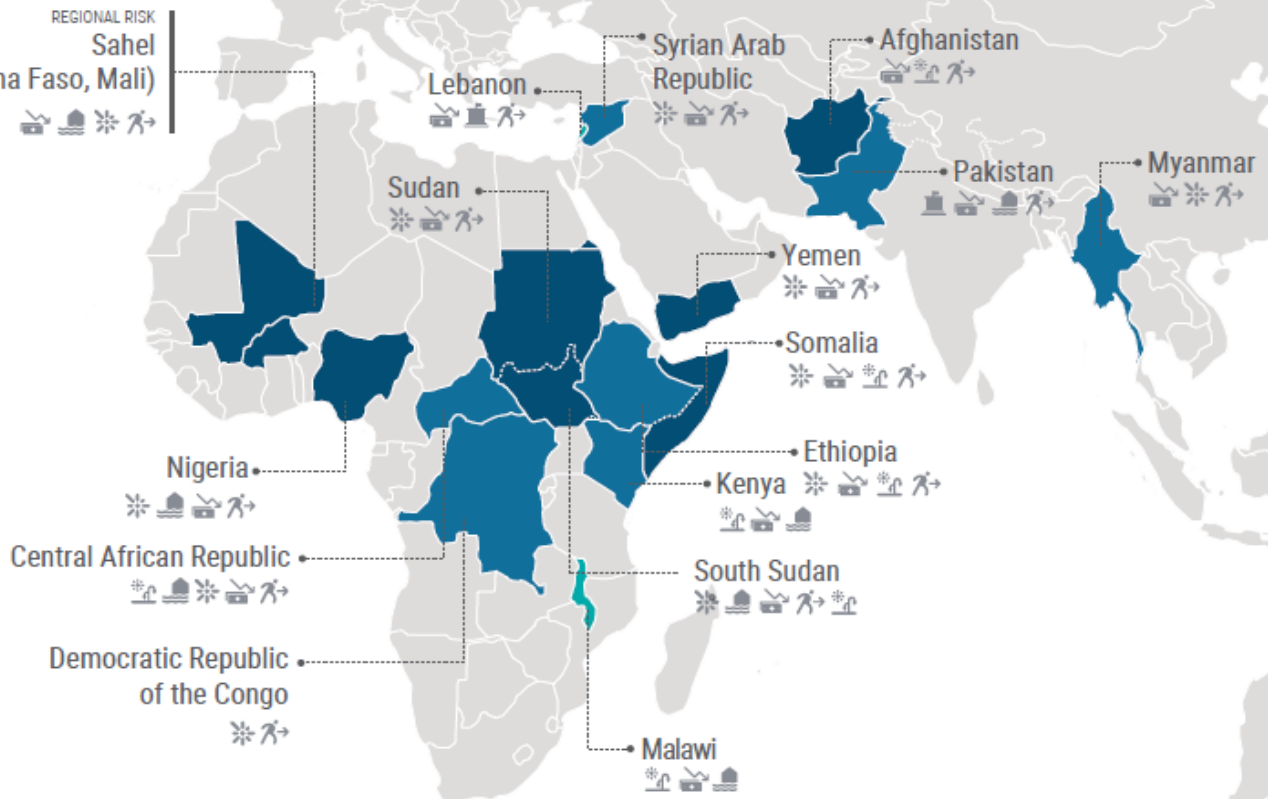 REGIONAL RISK
Sahel
Faso, Mali)
Lebanon
Syrian Arab
Republic
Afghanistan
Pakistan
Myanmar
Sudan
Yemen
Somalia
Ethiopia
Nigeria
Kenya
Central African Republic
South Sudan
Democratic Republic
of the Congo
Malawi